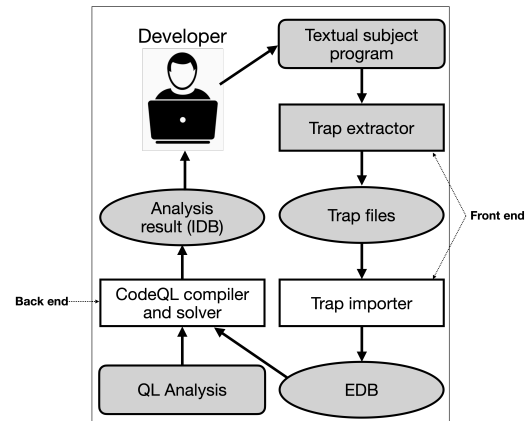 Developer
Textual subject
program
Trap extractor
Analysis
result (IDB)
Trap files
Front end
Back end
CodeQL compiler
and solver
Trap importer
QL Analysis
EDB